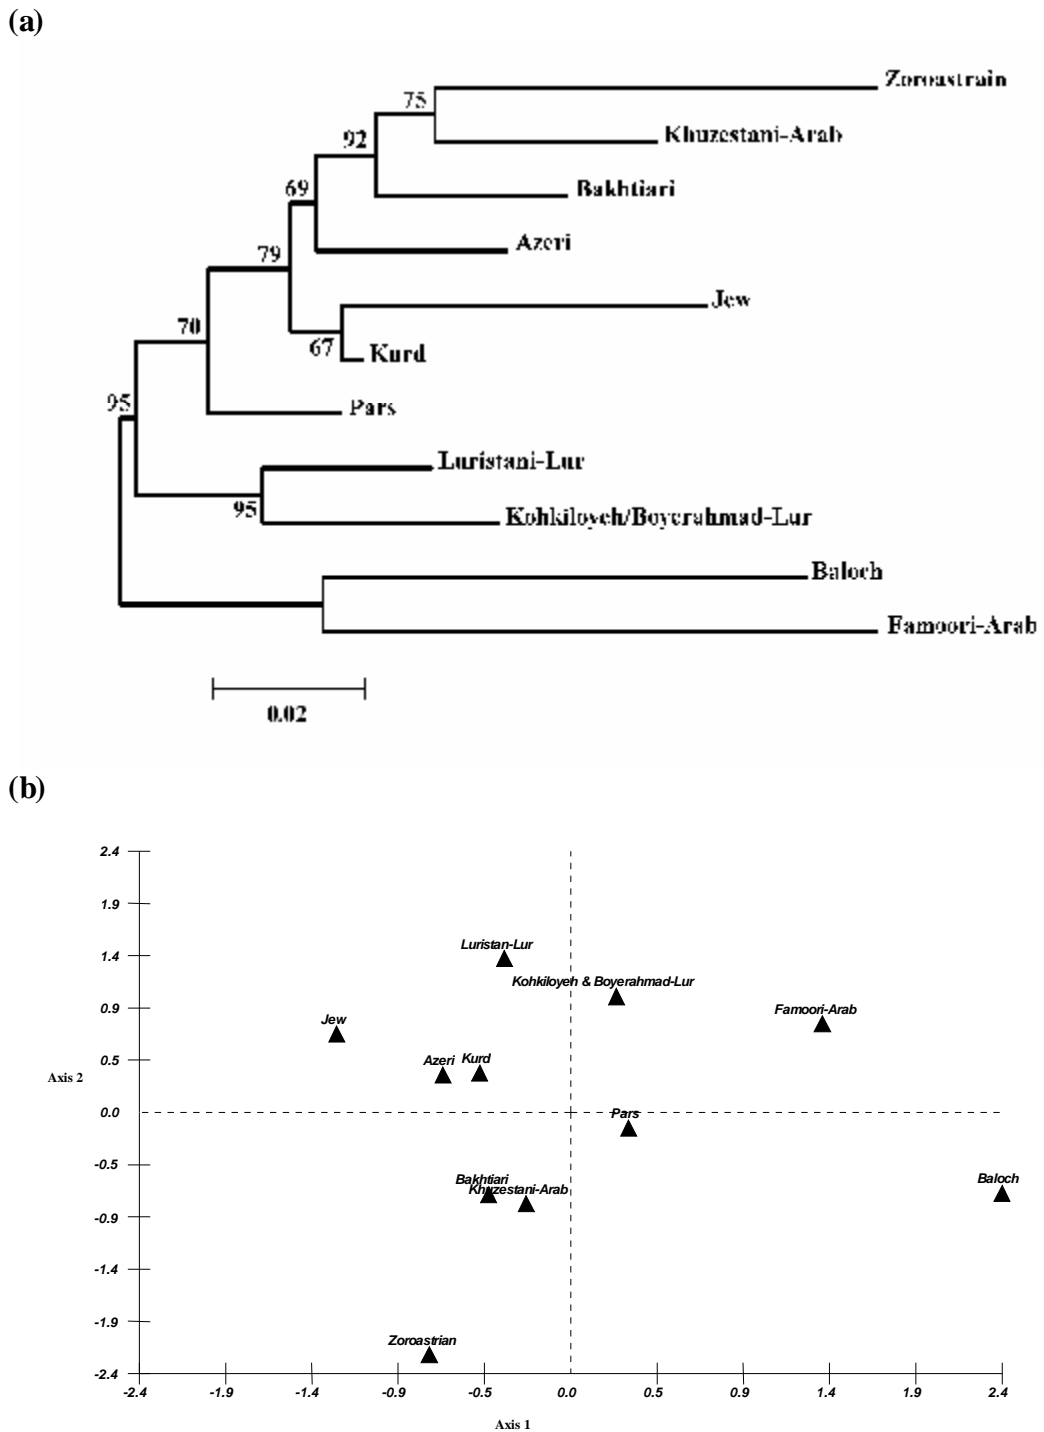 (a)
Zoroastrain
75
Khuzestani-Arab
92
Bakhtiari
69
Azeri
79
Jew
70
67
Kurd
95
Pars
Luristani-Lur
95
Kohkiloyeh/Boyerahmad-Lur
Baloch
Famoori-Arab
0.02
(b)
2.4
1.9
Luristan-Lur
1.4
Kohkiloyeh & Boyerahmad-Lur
0.9
Famoori-Arab
Jew
0.5
Azeri Kurd
Axis 2
0.0
Pars
-0.5
Bakhtiari
Khuzestani-Arab
Baloch
-0.9
-1.4
-1.9
Zoroastrian
-2.4
-2.4 -1.9 -1.4 -0.9 -0.5 0.0 0.5 0.9 1.4 1.9 2.4
Axis 1